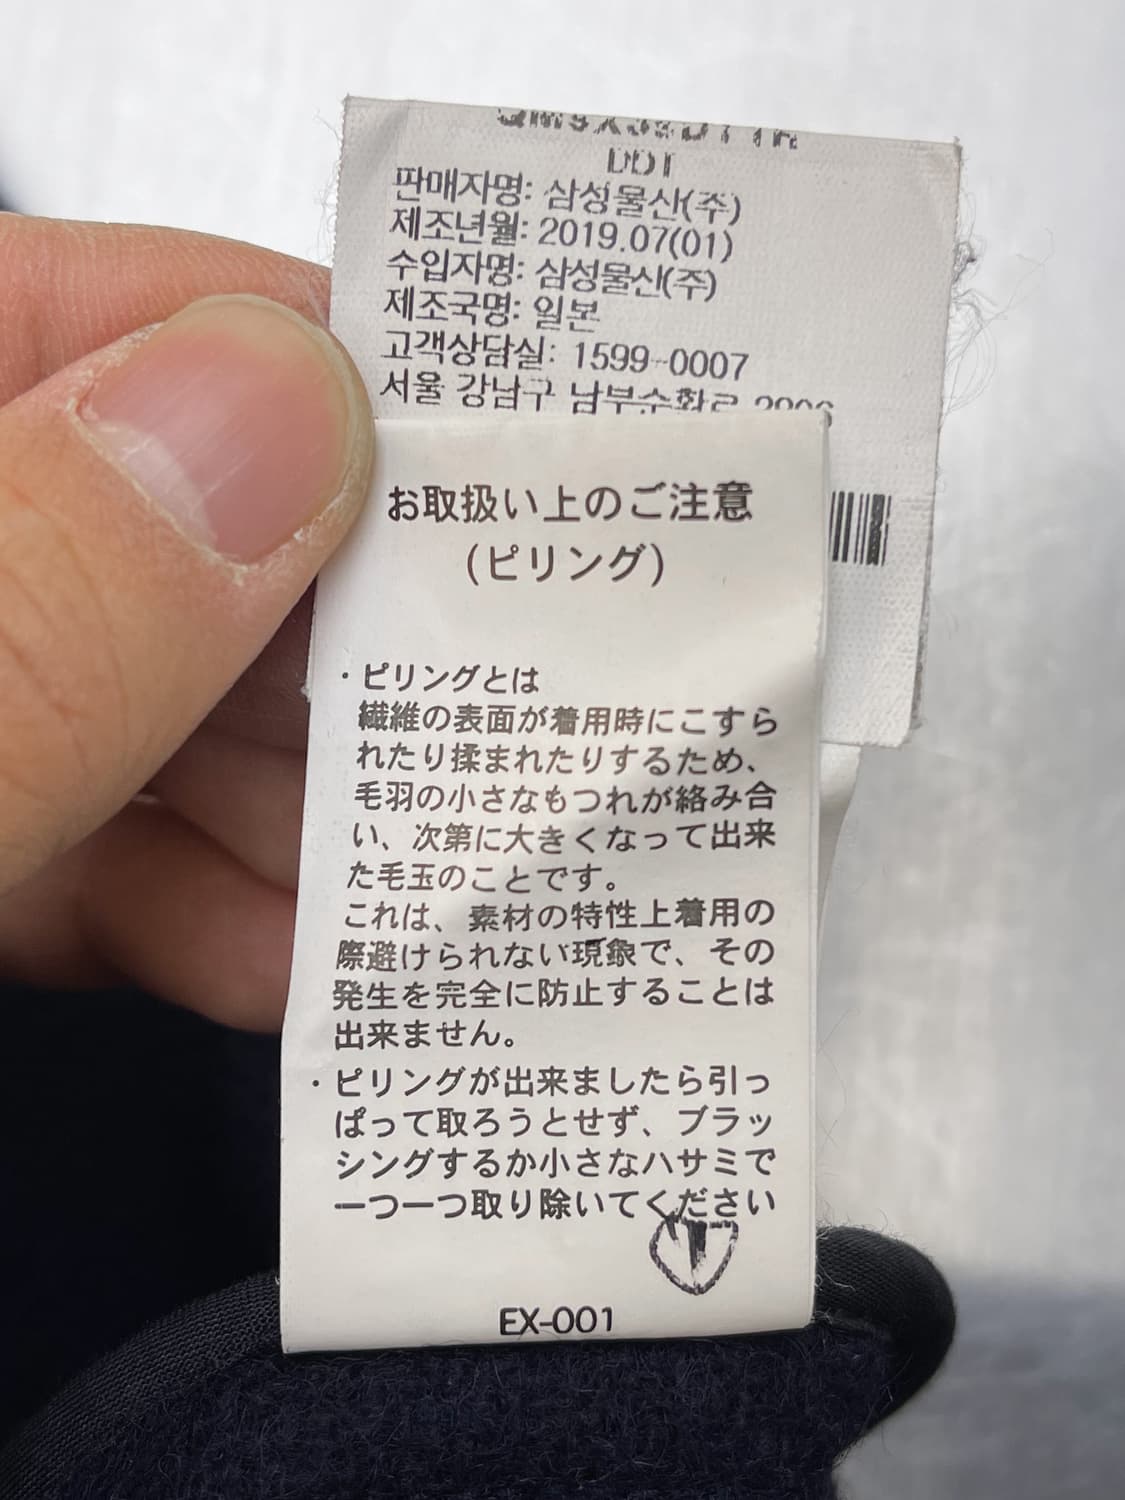 판매자명: 삼성물산(주)
제조년월: 2019.07(01)
수입자명: 삼성물산(주)
제조국명: 일본
고객상담실: 1599-0007
서울 강남구 남부순환로 2806
お取扱い上のご注意
(ピリング)
・ピリングとは
繊維の表面が着用時にこすら
れたり揉まれたりするため、
毛羽の小さなもつれが絡み合
い、次第に大きくなって出来
た毛玉のことです。
これは、素材の特性上着用の
際避けられない現象で、その
発生を完全に防止することは
出来ません。
・ピリングが出来ましたら引っ
ぱって取ろうとせず、ブラッ
シングするか小さなハサミで
一つ一つ取り除いてください
EX-001